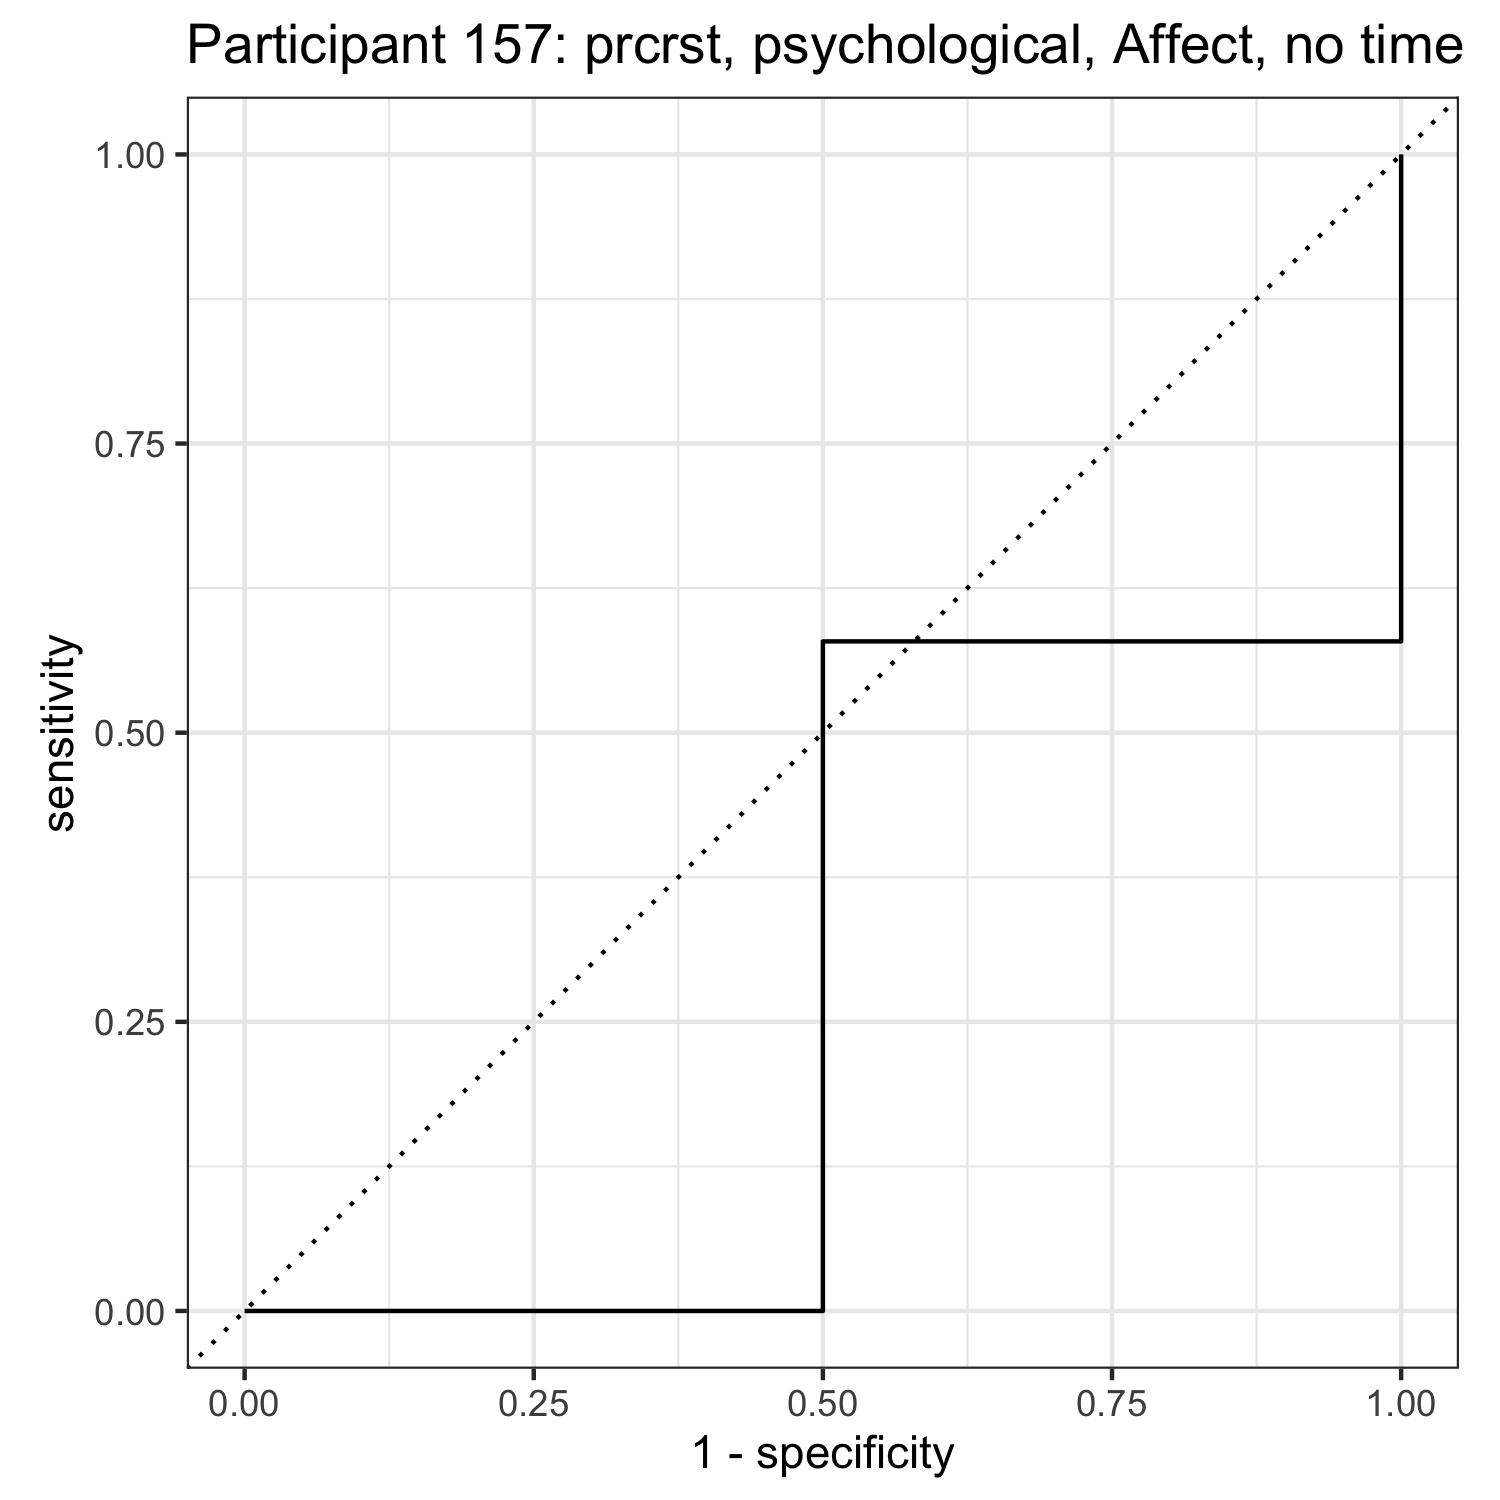 Participant 157: prcrst, psychological, Affect, no time
1.00
0.75
0.50
0.25
0.00
sensitivity
0.00 0.25 0.50 0.75 1.00
1 - specificity